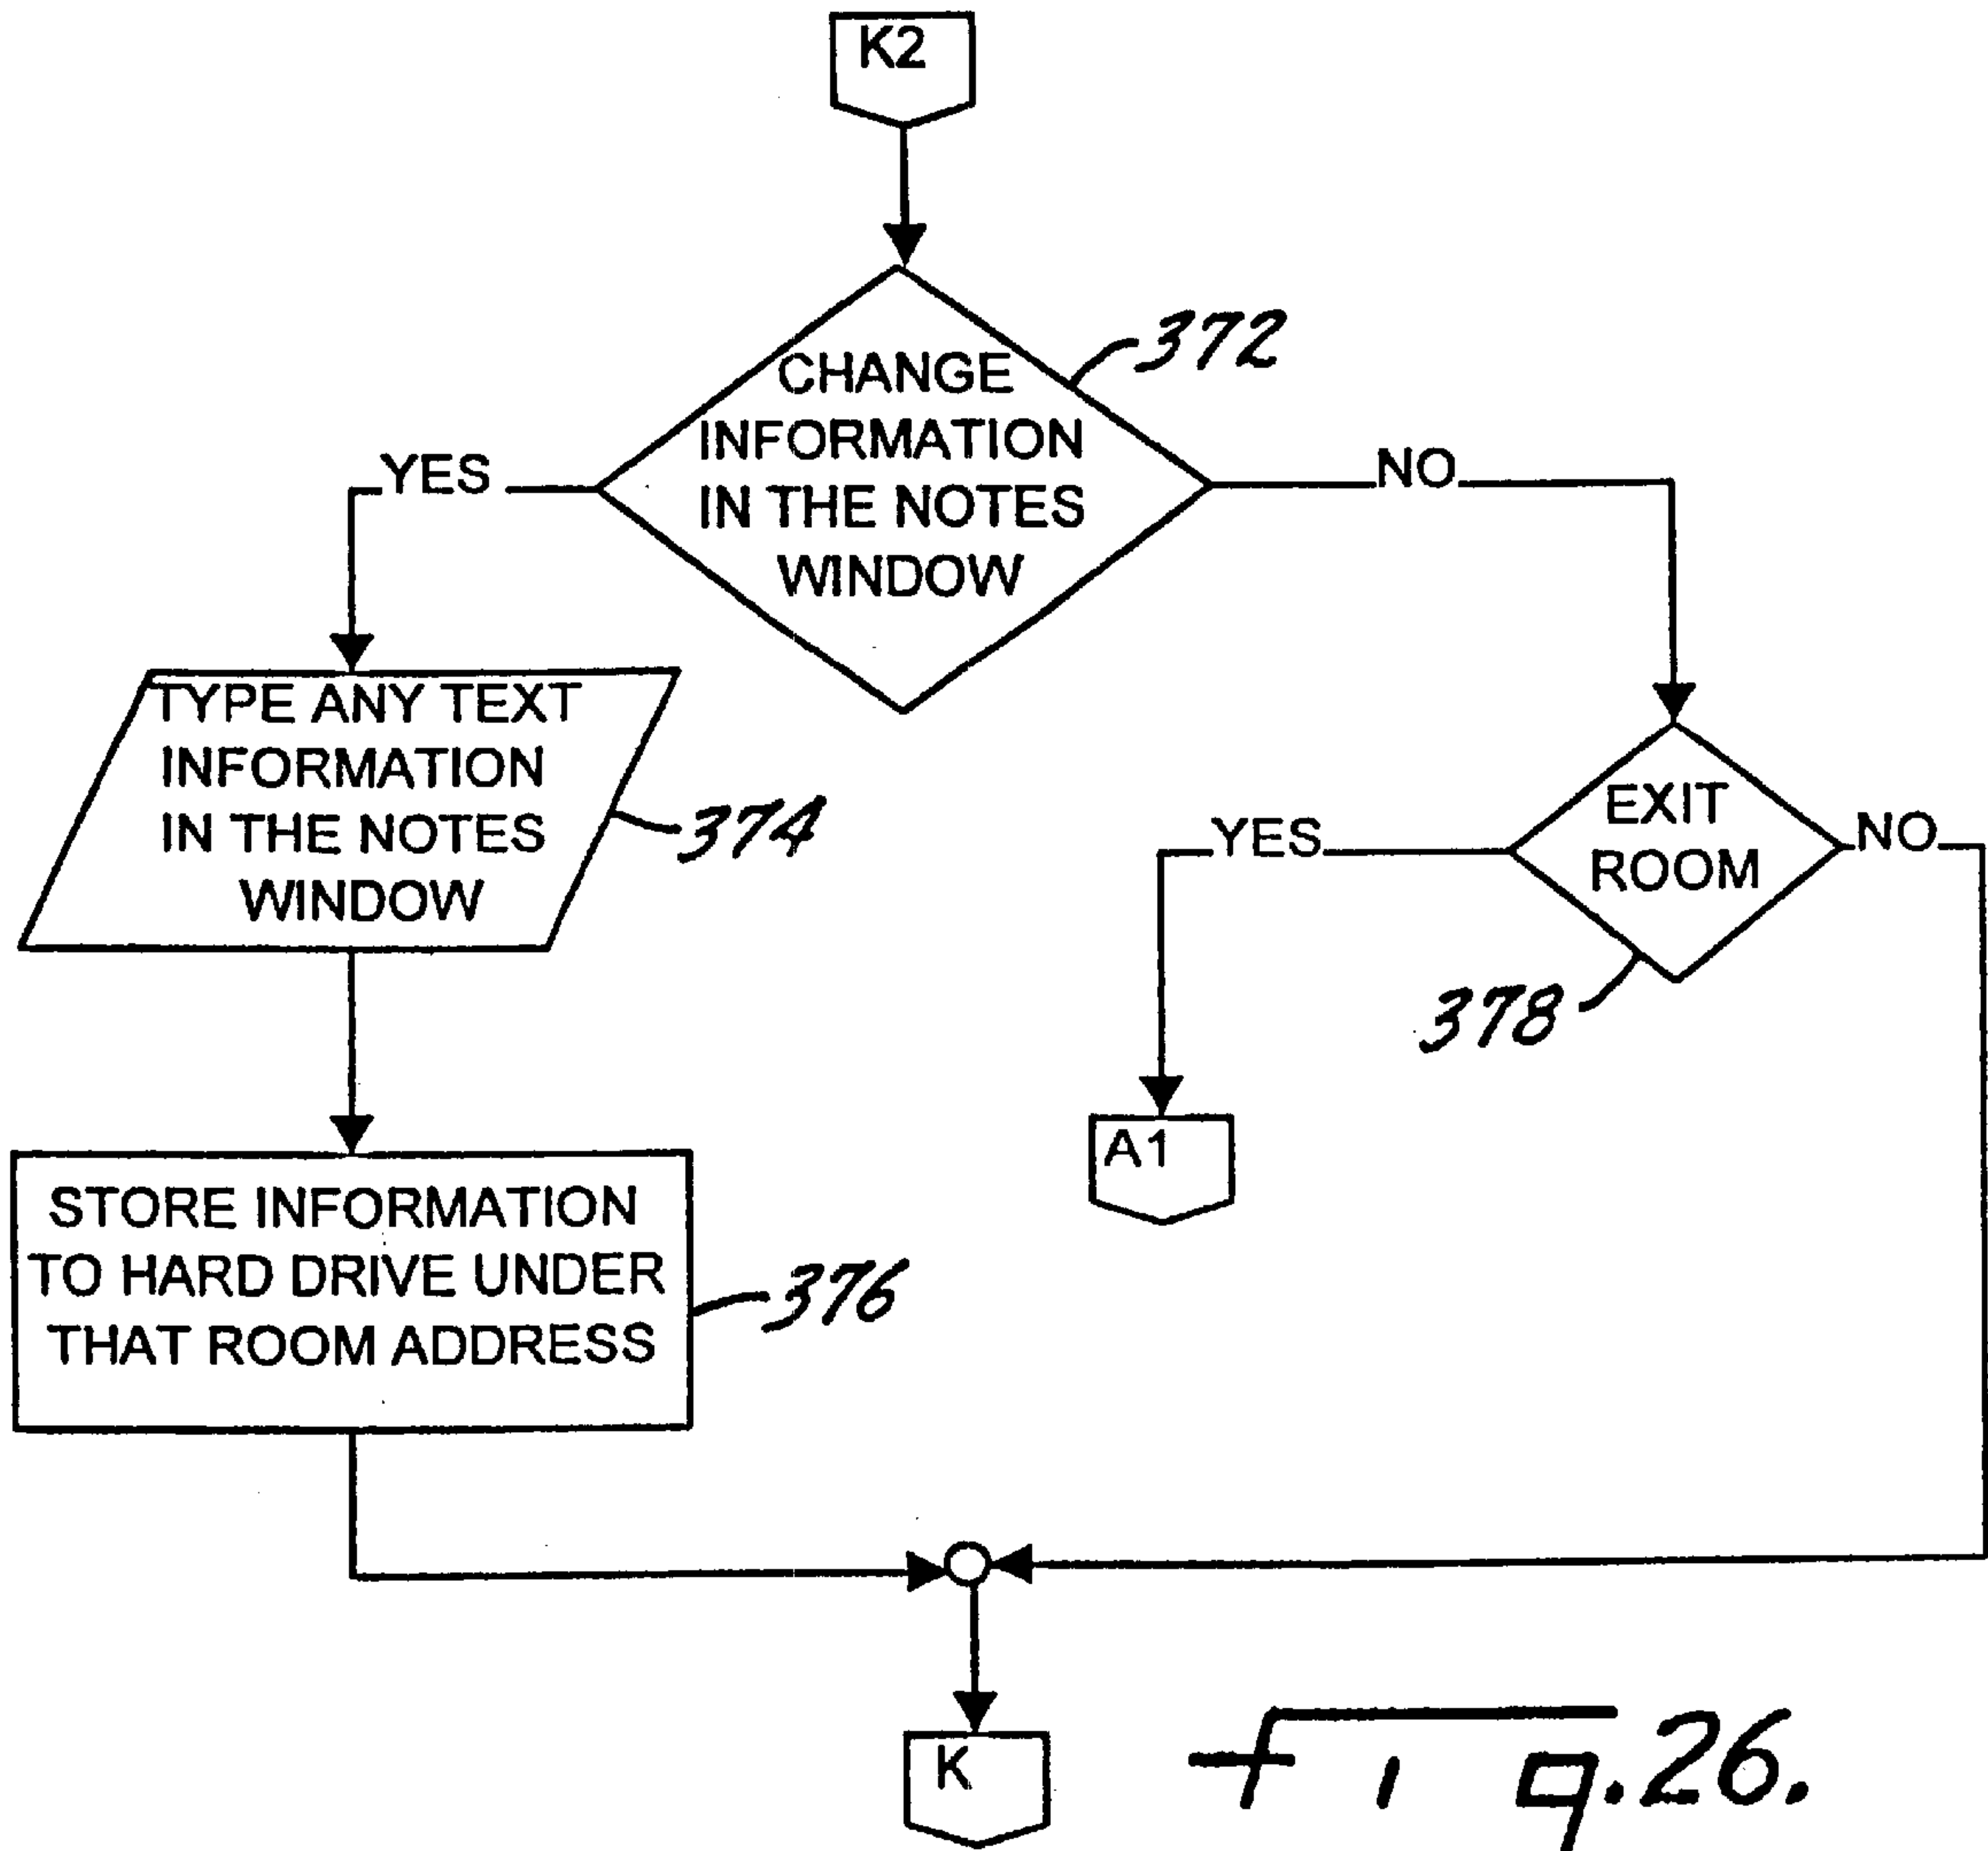 K2
CHANGE
INFORMATION
IN THE NOTES
WINDOW
372
YES
NO
TYPE ANY TEXT
INFORMATION
IN THE NOTES
WINDOW
374
EXIT
ROOM
YES
NO
378
A1
STORE INFORMATION
TO HARD DRIVE UNDER
THAT ROOM ADDRESS
376
K
Fig.26.